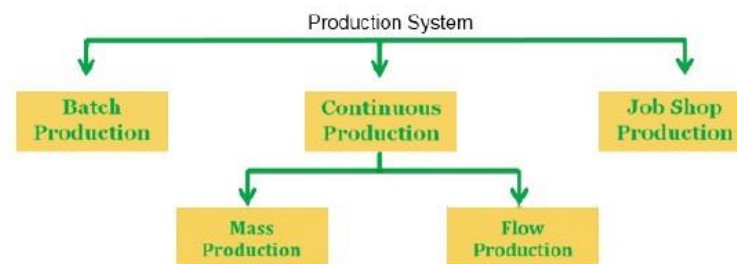 Production System
Batch
Production
Continuous
Production
Job Shop
Production
Mass
Production
Flow
Production